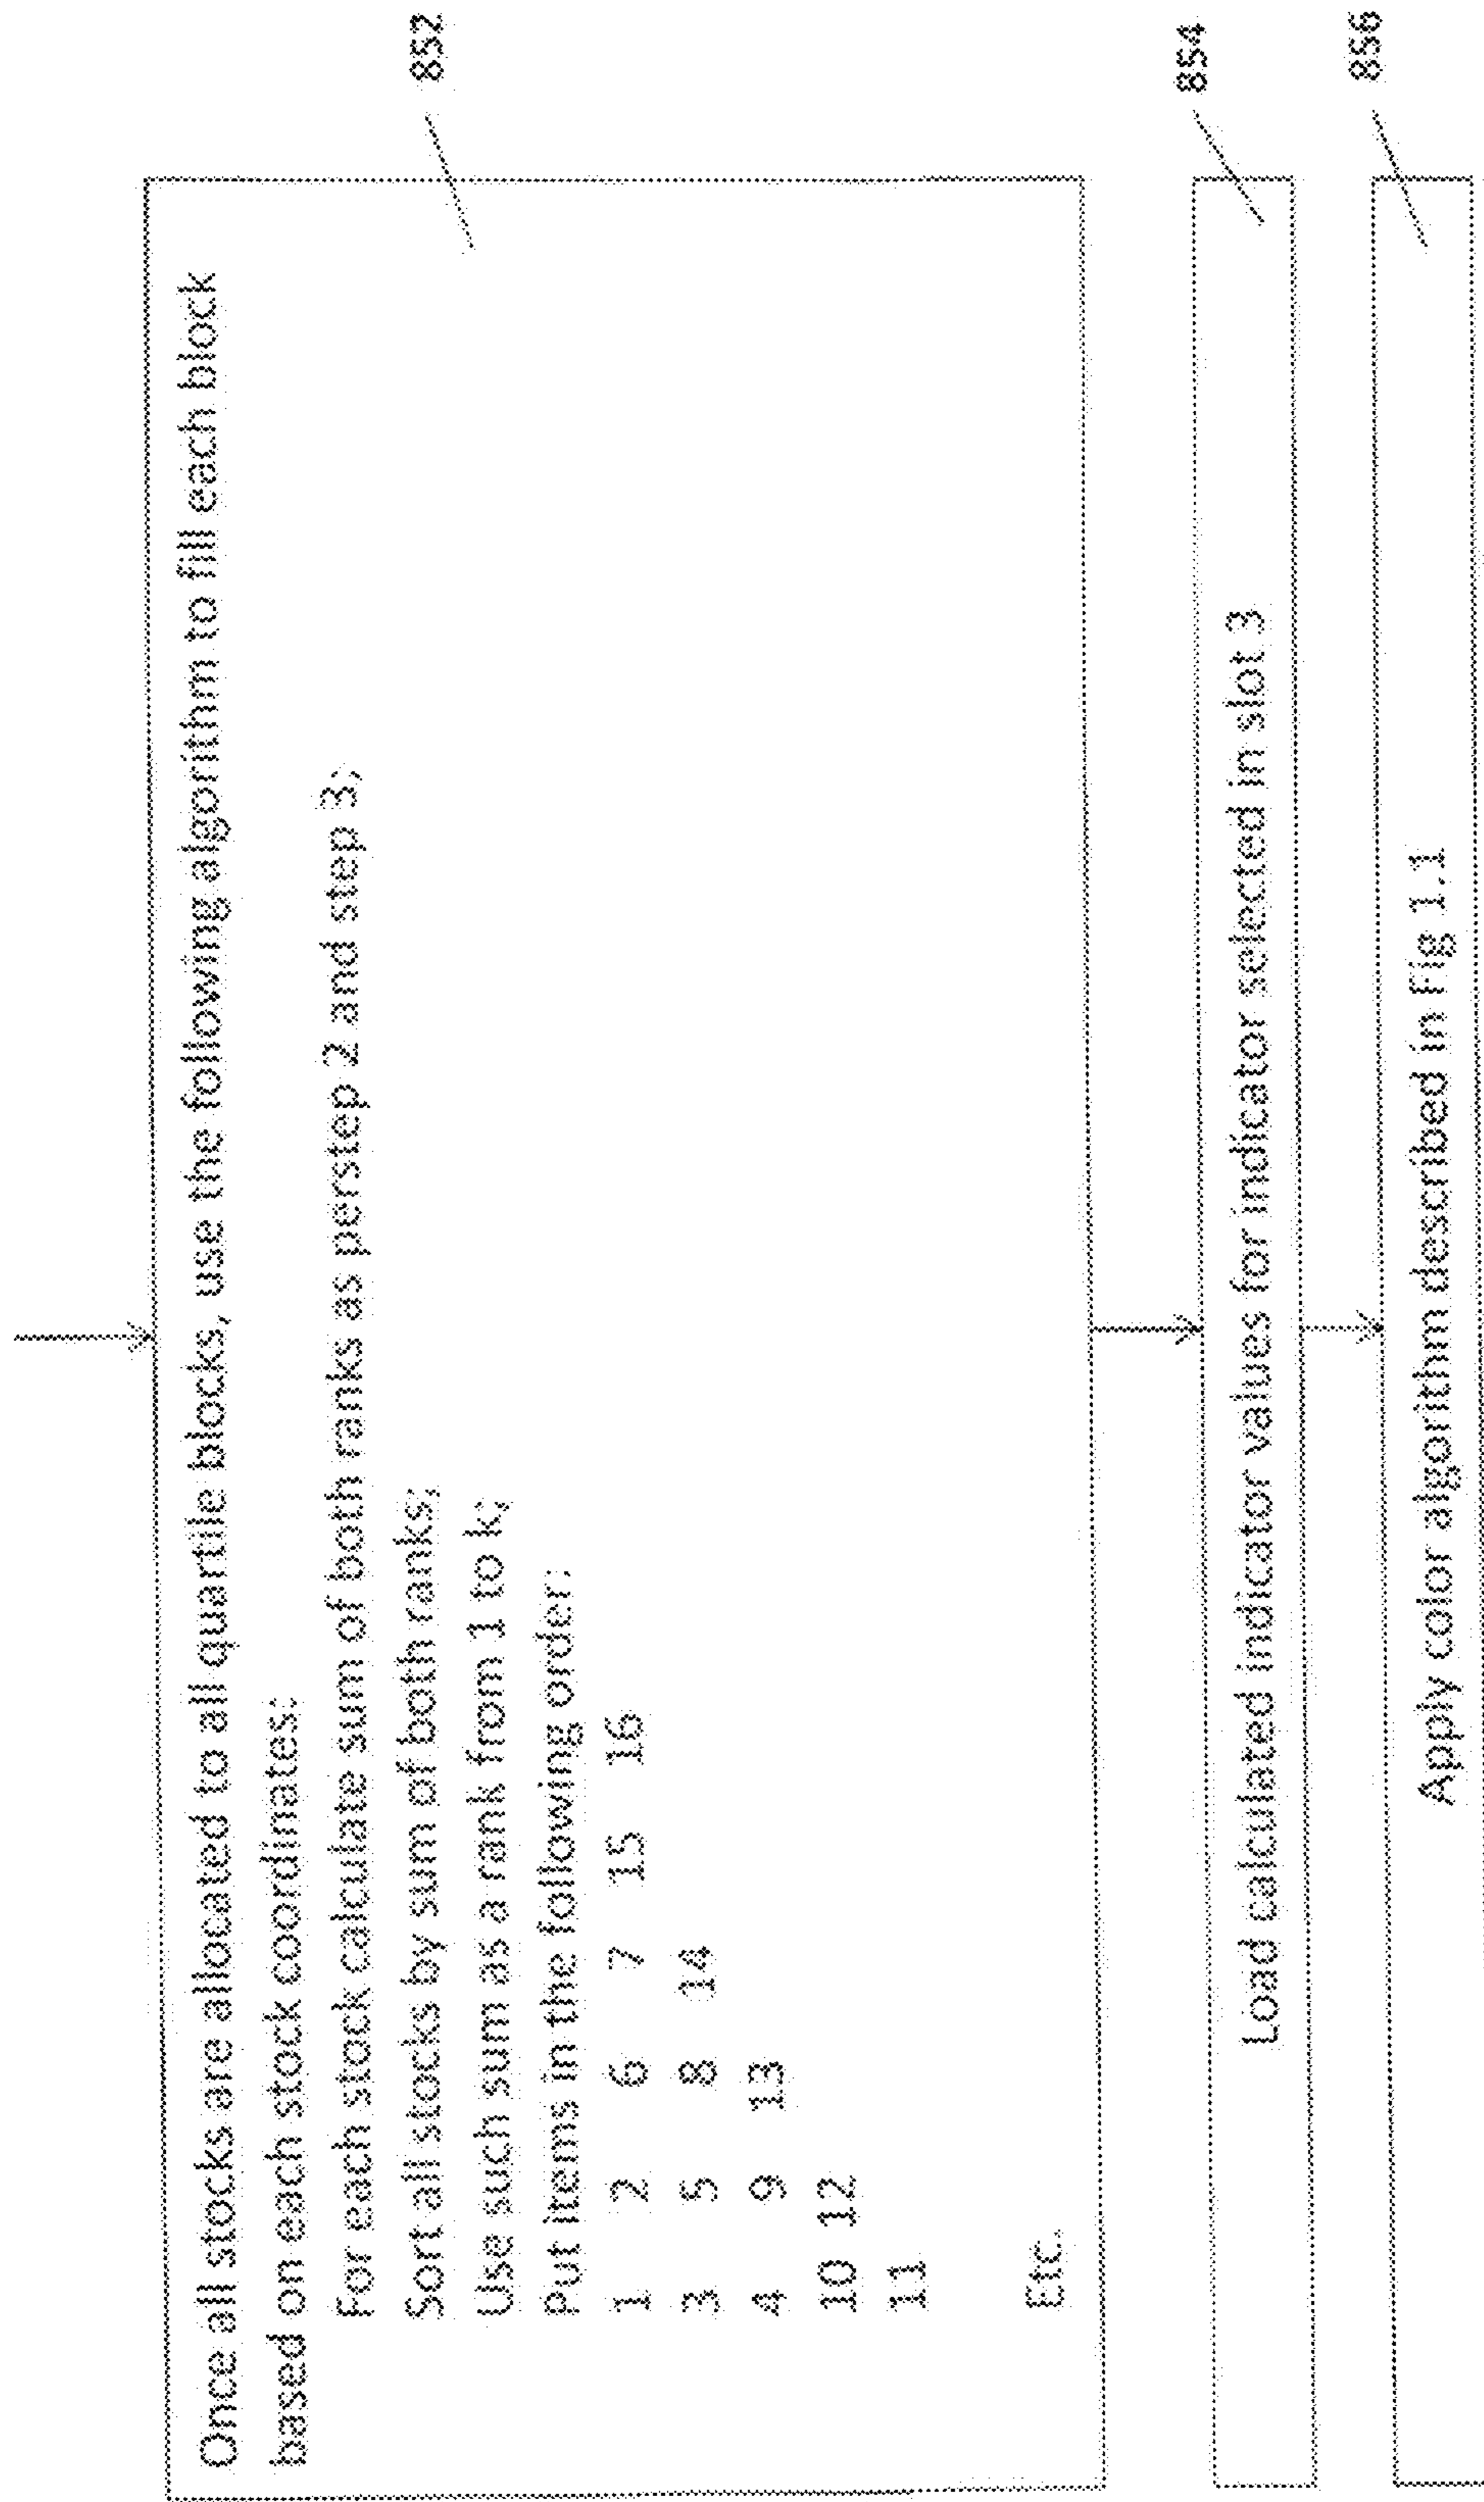 852
Once all stocks are allocated to all quartile blocks, use the following algorithm to fill each block
based on each stock coordinates:
For each stock calculate sum of both ranks as perstep 2 and step 3;
Sort all stocks by sum of both ranks;
Use such sum as a rank from 1 to k;
Put items in the following order:
1 2 6 7 15 16
3 5 8 14
4 9 13
10 12
11
Etc.
854
Load calculated indicator values for indicator selected in slot 3
856
Apply color algorithm described in Fig 1.1